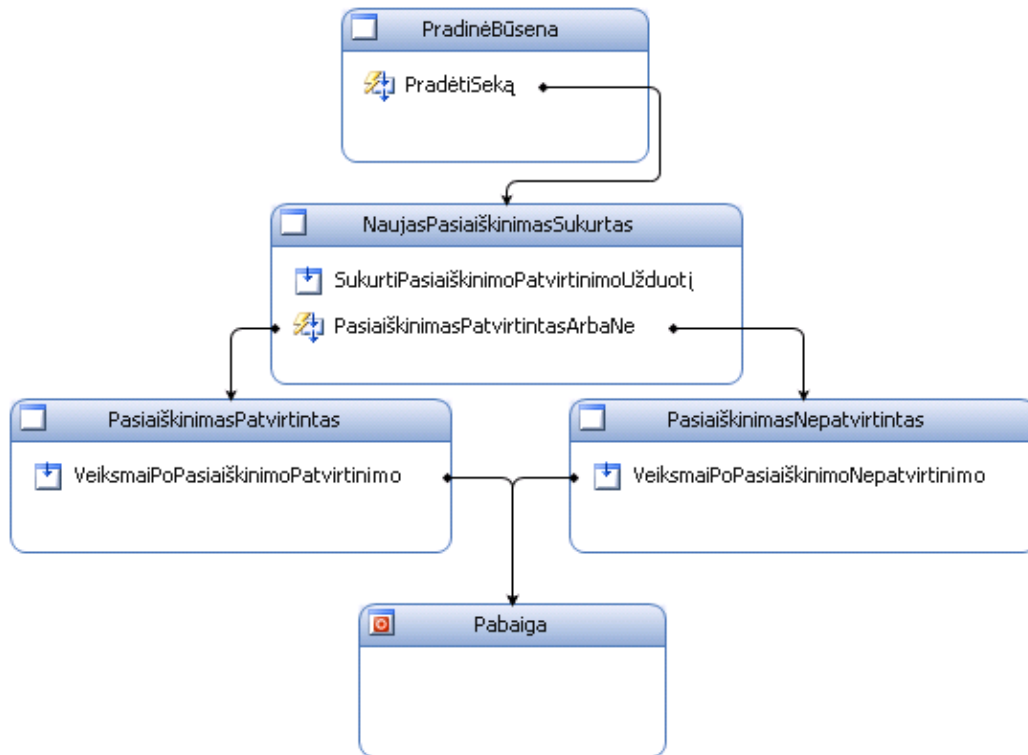 PradinėBūsena
PradėtiSeką
NaujasPasiaiškinimasSukurtas
SukurtiPasiaiškinimoPatvirtinimoUžduotį
PasiaiškinimasPatvirtintasArbaNe
PasiaiškinimasPatvirtintas
VeiksmaiPoPasiaiškinimoPatvirtinimo
PasiaiškinimasNepatvirtintas
VeiksmaiPoPasiaiškinimoNepatvirtinimo
Pabaiga